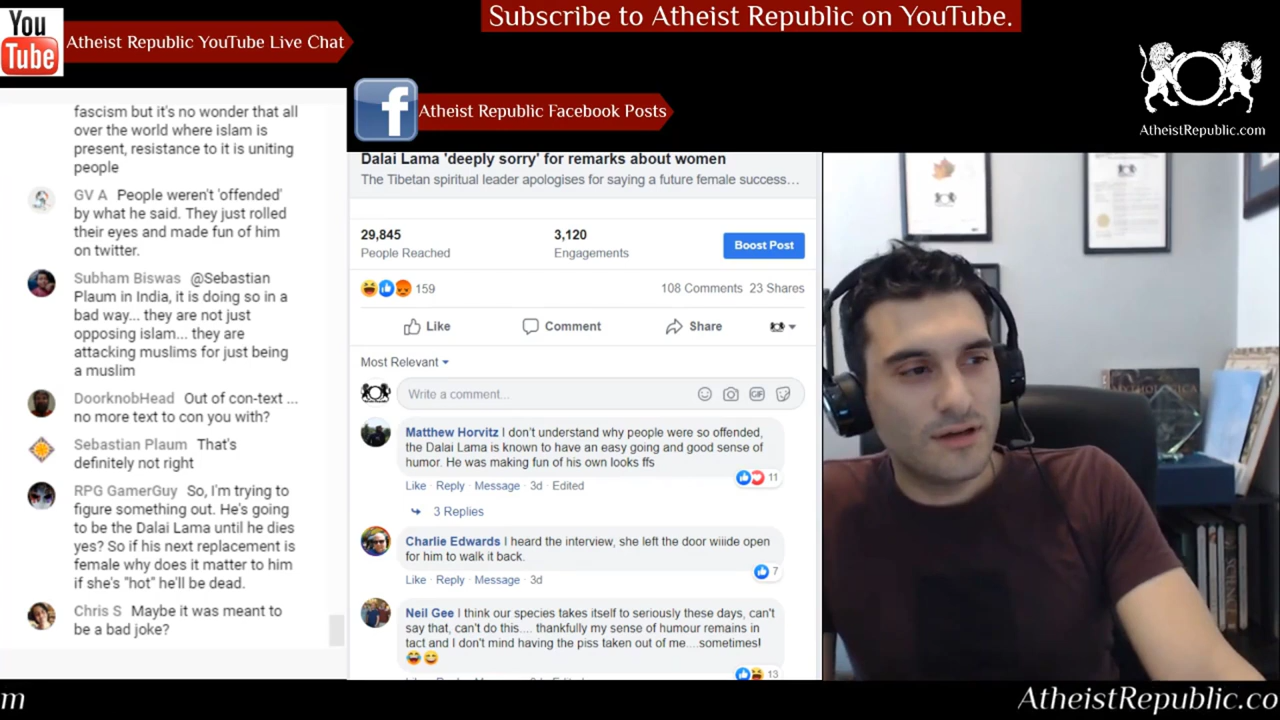 You
Tube
Atheist Republic YouTube Live Chat
Subscribe to Atheist Republic on YouTube.
AtheistRepublic.com
f
Atheist Republic Facebook Posts
fascism but it's no wonder that all
over the world where islam is
present, resistance to it is uniting
people
GV A People weren't 'offended'
by what he said. They just rolled
their eyes and made fun of him
on twitter.
Subham Biswas @Sebastian
Plaum in India, it is doing so in a
bad way... they are not just
opposing islam... they are
attacking muslims for just being
a muslim
DoorknobHead Out of con-text ...
no more text to con you with?
Sebastian Plaum That's
definitely not right
RPG GamerGuy So, I'm trying to
figure something out. He's going
to be the Dalai Lama until he dies
yes? So if his next replacement is
female why does it matter to him
if she's "hot" he'll be dead.
Chris S Maybe it was meant to
be a bad joke?
Dalai Lama 'deeply sorry' for remarks about women
The Tibetan spiritual leader apologises for saying a future female success...
29,845
People Reached
3,120
Engagements
Boost Post
159
108 Comments 23 Shares
Like
Comment
Share
Most Relevant
Write a comment...
GIF
Matthew Horvitz I don't understand why people were so offended,
the Dalai Lama is known to have an easy going and good sense of
humor. He was making fun of his own looks ffs
11
Like · Reply · Message · 3d · Edited
3 Replies
Charlie Edwards I heard the interview, she left the door wiiide open
for him to walk it back.
7
Like · Reply · Message · 3d
Neil Gee I think our species takes itself to seriously these days, can't
say that, can't do this.... thankfully my sense of humour remains in
tact and I don't mind having the piss taken out of me....sometimes!
13
MYTHOLOGICA
m
AtheistRepublic.co